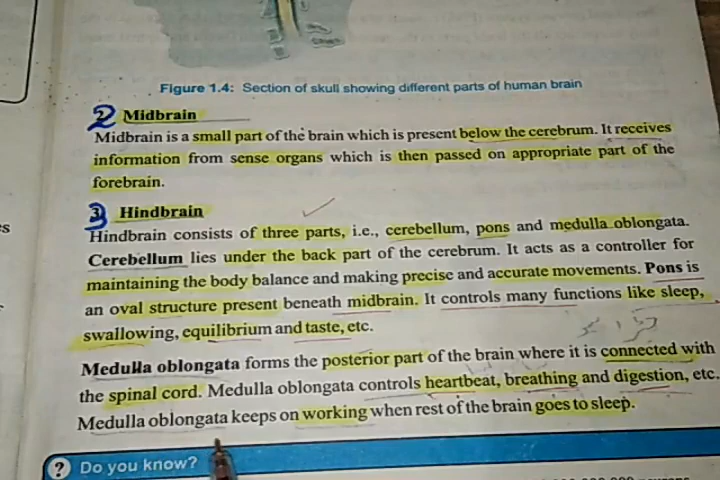 Figure 1.4: Section of skull showing different parts of human brain
2 Midbrain
Midbrain is a small part of the brain which is present below the cerebrum. It receives
information from sense organs which is then passed on appropriate part of the
forebrain.
3 Hindbrain
Hindbrain consists of three parts, i.e., cerebellum, pons and medulla oblongata.
Cerebellum lies under the back part of the cerebrum. It acts as a controller for
maintaining the body balance and making precise and accurate movements. Pons is
an oval structure present beneath midbrain. It controls many functions like sleep,
swallowing, equilibrium and taste, etc.
Medulla oblongata forms the posterior part of the brain where it is connected with
the spinal cord. Medulla oblongata controls heartbeat, breathing and digestion, etc.
Medulla oblongata keeps on working when rest of the brain goes to sleep.
? Do you know?